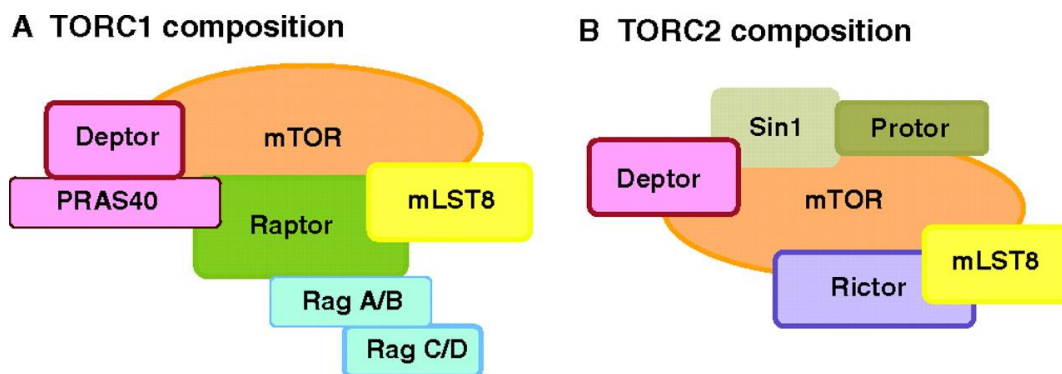 A TORC1 composition
Deptor
mTOR
PRAS40
mLST8
Raptor
Rag A/B
Rag C/D
B TORC2 composition
Sin1
Protor
Deptor
mTOR
mLST8
Rictor